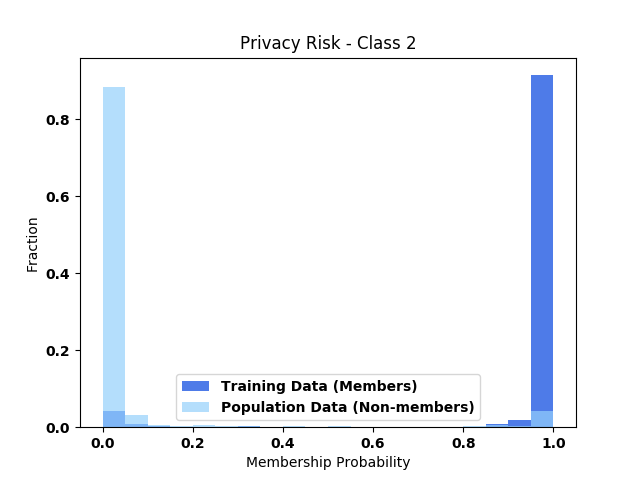 Privacy Risk - Class 2
Fraction
0.8
0.6
0.4
0.2
0.0
Training Data (Members)
Population Data (Non-members)
0.0 0.2 0.4 0.6 0.8 1.0
Membership Probability